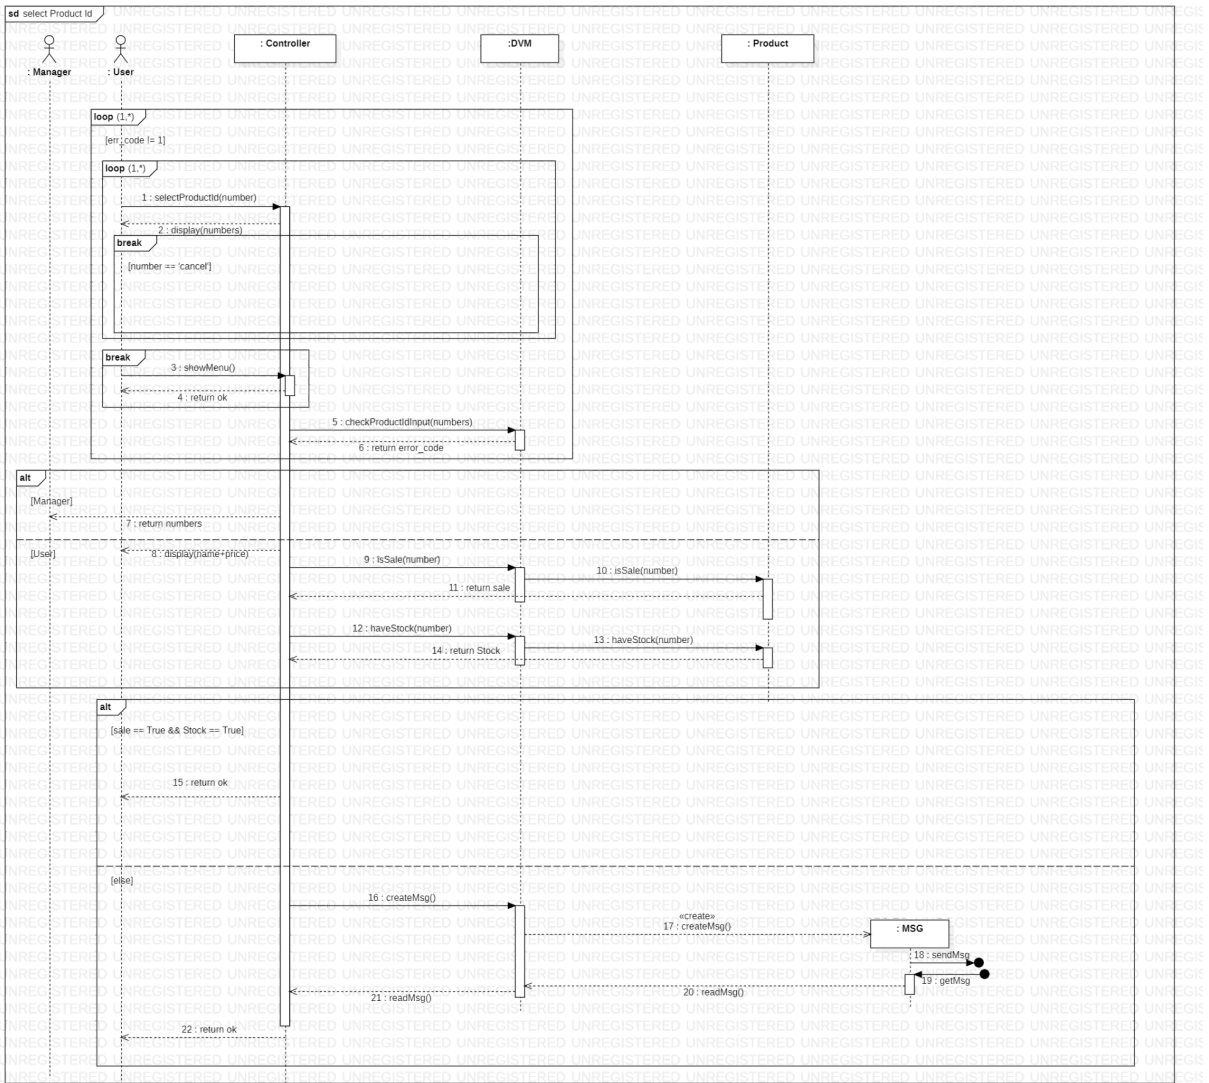 sd select Product Id
: Manager
: User
: Controller
:DVM
: Product
loop (1,*)
[err_code != 1]
loop (1,*)
1 : selectProductId(number)
2 : display(numbers)
break
[number == 'cancel']
break
3 : showMenu()
4 : return ok
5 : checkProductIdInput(numbers)
6 : return error_code
alt
[Manager]
7 : return numbers
[User]
8 : display(name+price)
9 : IsSale(number)
10 : isSale(number)
11 : return sale
12 : haveStock(number)
13 : haveStock(number)
14 : return Stock
alt
[sale == True && Stock == True]
15 : return ok
[else]
16 : createMsg()
«create»
17 : createMsg()
: MSG
18 : sendMsg
19 : getMsg
20 : readMsg()
21 : readMsg()
22 : return ok
UNREGISTERED